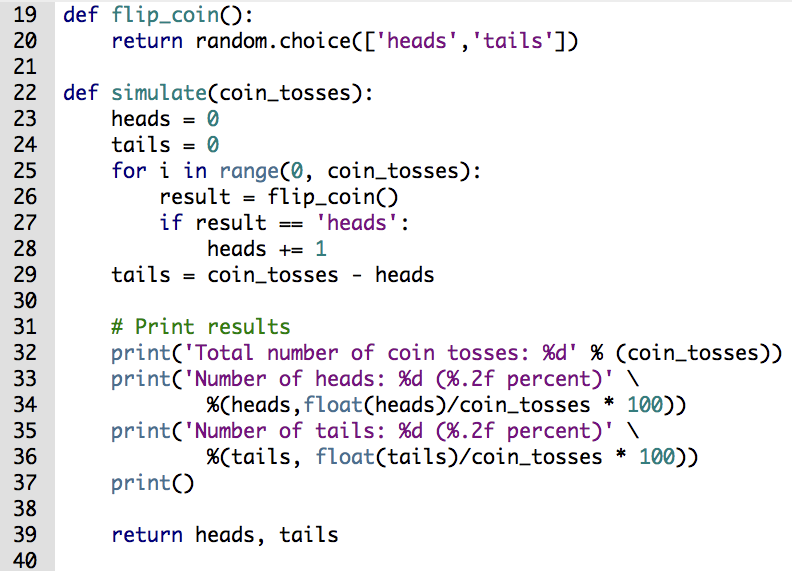 19 def flip_coin():
20     return random.choice(['heads','tails'])
21
22 def simulate(coin_tosses):
23     heads = 0
24     tails = 0
25     for i in range(0, coin_tosses):
26         result = flip_coin()
27         if result == 'heads':
28             heads += 1
29     tails = coin_tosses - heads
30
31     # Print results
32     print('Total number of coin tosses: %d' % (coin_tosses))
33     print('Number of heads: %d (%.2f percent)' \
34             %(heads,float(heads)/coin_tosses * 100))
35     print('Number of tails: %d (%.2f percent)' \
36             %(tails, float(tails)/coin_tosses * 100))
37     print()
38
39     return heads, tails
40